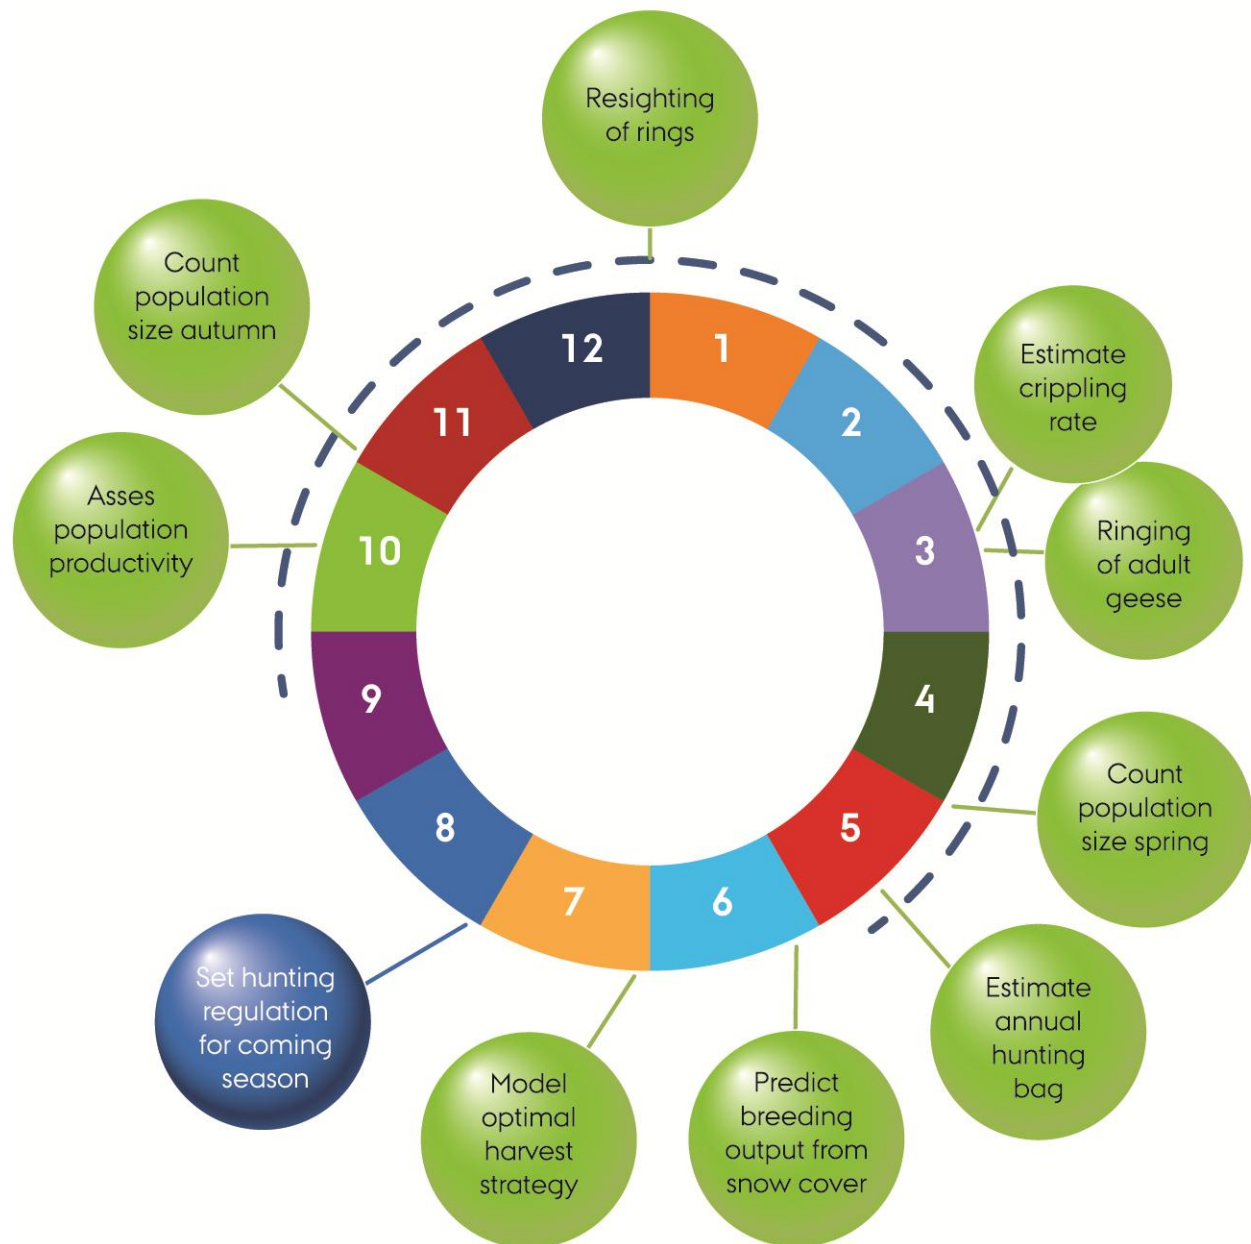 Resighting
of rings
Count
population
size autumn
Estimate
crippling
rate
Asses
population
productivity
Ringing
of adult
geese
Count
population
size spring
Estimate
annual
hunting
bag
Predict
breeding
output from
snow cover
Model
optimal
harvest
strategy
Set hunting
regulation
for coming
season
1
2
3
4
5
6
7
8
9
10
11
12